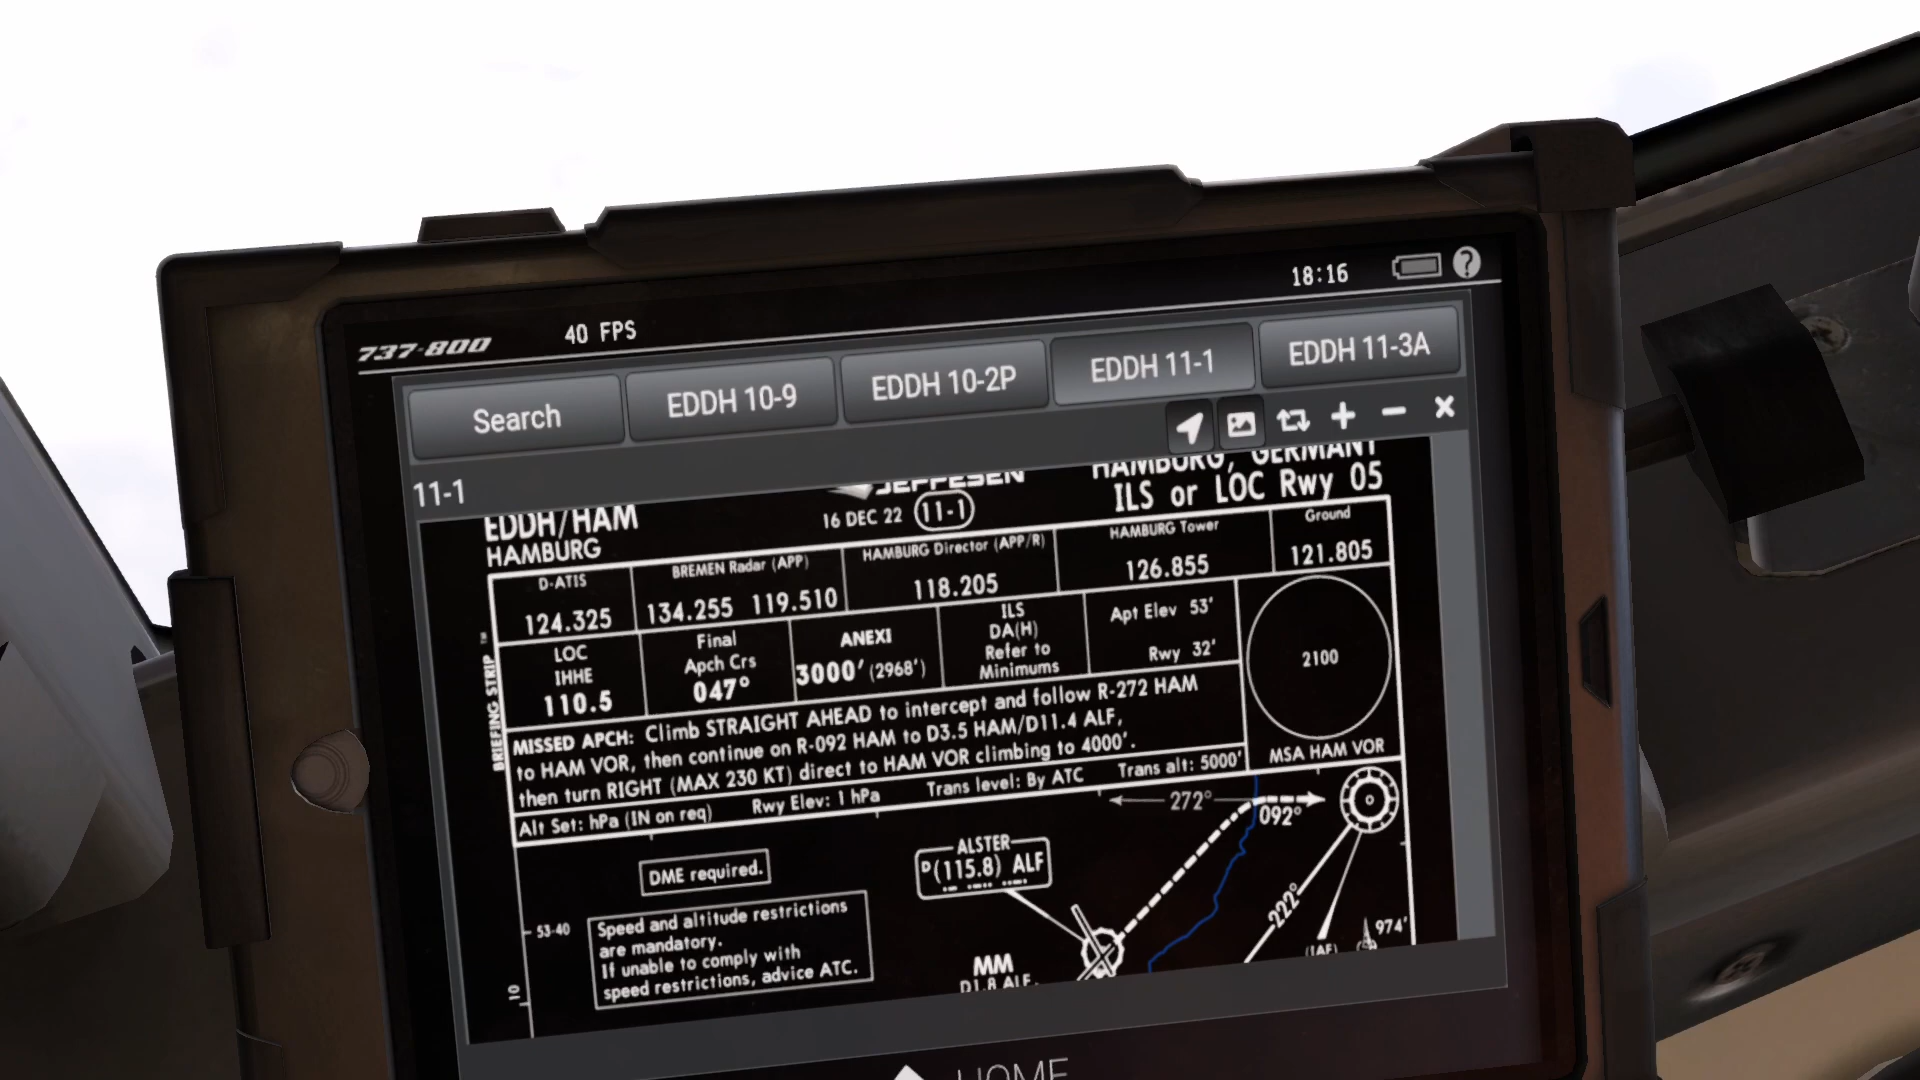 18:16
737-800
40 FPS
Search
EDDH 10-9
EDDH 10-2P
EDDH 11-1
EDDH 11-3A
11-1
EDDH/HAM
HAMBURG
JEPPESEN
16 DEC 22
11-1
HAMBURG, GERMANY
ILS or LOC Rwy 05
D-ATIS
124.325
BREMEN Radar (APP)
134.255 119.510
HAMBURG Director (APP/R)
118.205
HAMBURG Tower
126.855
Ground
121.805
BRIEFING STRIP
LOC
IHHE
110.5
Final
Apch Crs
047°
ANEXI
3000' (2968')
ILS
DA(H)
Refer to
Minimums
Apt Elev 53'
Rwy 32'
2100
MSA HAM VOR
MISSED APCH: Climb STRAIGHT AHEAD to intercept and follow R-272 HAM
to HAM VOR, then continue on R-092 HAM to D3.5 HAM/D11.4 ALF,
then turn RIGHT (MAX 230 KT) direct to HAM VOR climbing to 4000'.
Alt Set: hPa (IN on req) Rwy Elev: 1 hPa Trans level: By ATC Trans alt: 5000'
272°
092°
DME required.
ALSTER
D(115.8) ALF
53-40
Speed and altitude restrictions
are mandatory.
If unable to comply with
speed restrictions, advice ATC.
222°
974'
(IAF)
MM
D1.8 ALF
10
HOME